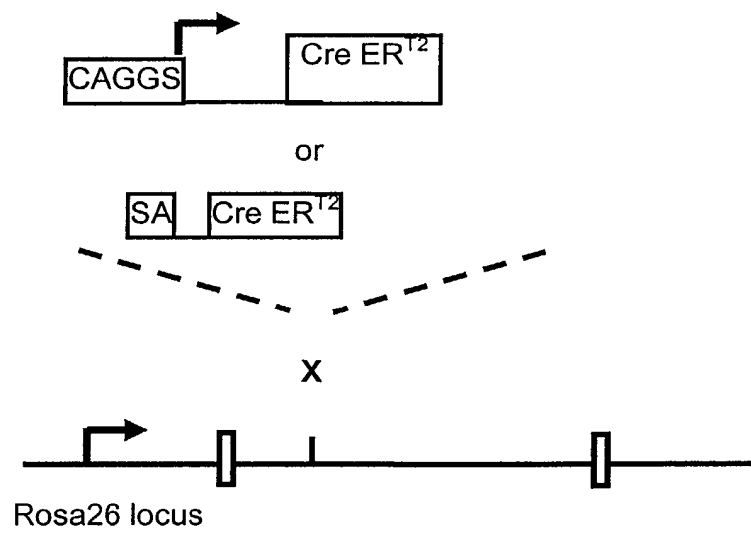 Cre ER^T2
CAGGS
or
SA Cre ER^T2
x
Rosa26 locus